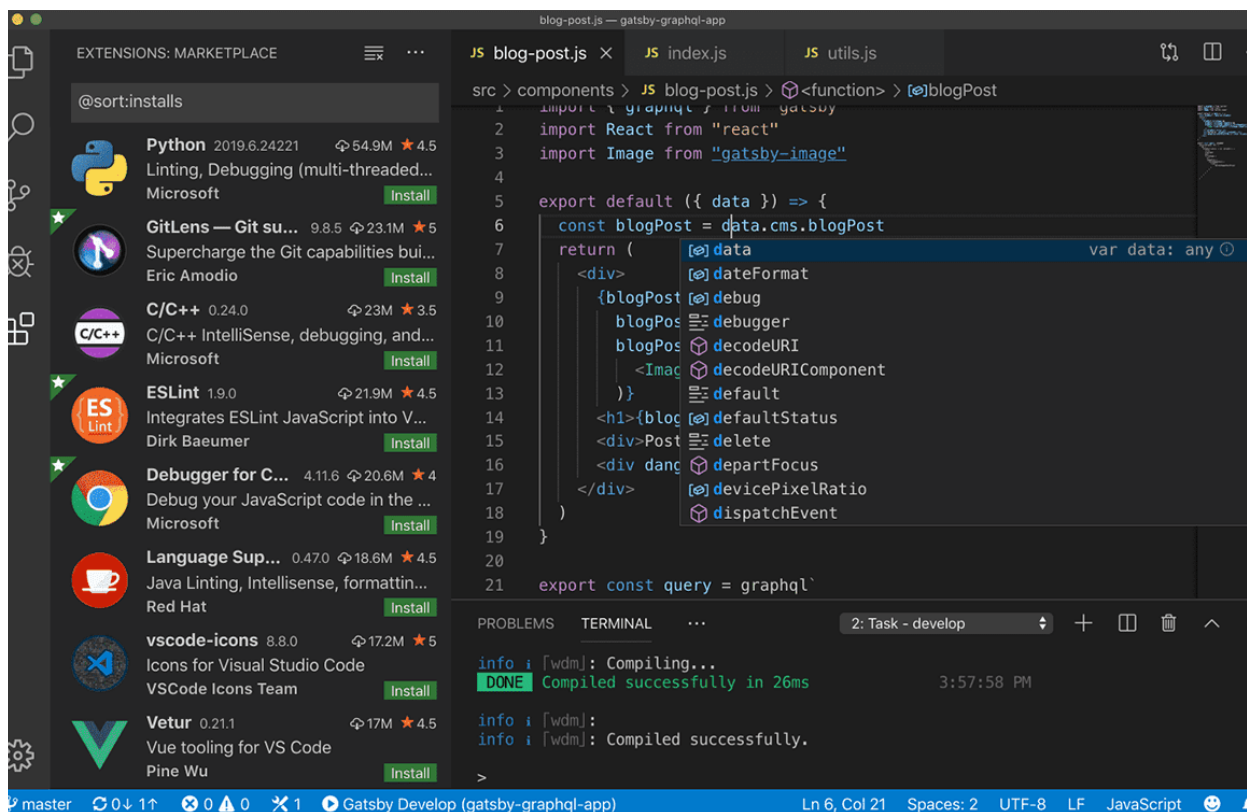 blog-post.js — gatsby-graphql-app
EXTENSIONS: MARKETPLACE
@sort:installs
Python 2019.6.24221 54.9M ★ 4.5
Linting, Debugging (multi-threaded...
Microsoft Install
GitLens — Git su... 9.8.5 23.1M ★ 5
Supercharge the Git capabilities bui...
Eric Amodio Install
C/C++
C/C++ 0.24.0 23M ★ 3.5
C/C++ IntelliSense, debugging, and...
Microsoft Install
ES
Lint
ESLint 1.9.0 21.9M ★ 4.5
Integrates ESLint JavaScript into V...
Dirk Baeumer Install
Debugger for C... 4.11.6 20.6M ★ 4
Debug your JavaScript code in the ...
Microsoft Install
Language Sup... 0.47.0 18.6M ★ 4.5
Java Linting, Intellisense, formattin...
Red Hat Install
vscode-icons 8.8.0 17.2M ★ 5
Icons for Visual Studio Code
VSCode Icons Team Install
Vetur 0.21.1 17M ★ 4.5
Vue tooling for VS Code
Pine Wu Install
JS blog-post.js × JS index.js JS utils.js
src > components > JS blog-post.js > <function> > blogPost
1 import { graphql } from "gatsby"
2 import React from "react"
3 import Image from "gatsby-image"
4
5 export default ({ data }) => {
6 const blogPost = data.cms.blogPost
7 return (
8 <div>
9 {blogPost
10 blogPos
11 blogPos
12 <Imag
13 )}
14 <h1>{blog
15 <div>Post
16 <div dang
17 </div>
18 )
19 }
20
21 export const query = graphql`
data var data: any
dateFormat
debug
debugger
decodeURI
decodeURIComponent
default
defaultStatus
delete
departFocus
devicePixelRatio
dispatchEvent
PROBLEMS TERMINAL ... 2: Task - develop
info i ｢wdm｣: Compiling...
DONE Compiled successfully in 26ms 3:57:58 PM
info i ｢wdm｣:
info i ｢wdm｣: Compiled successfully.
>
master 0↓ 1↑ 0 0 1 Gatsby Develop (gatsby-graphql-app) Ln 6, Col 21 Spaces: 2 UTF-8 LF JavaScript